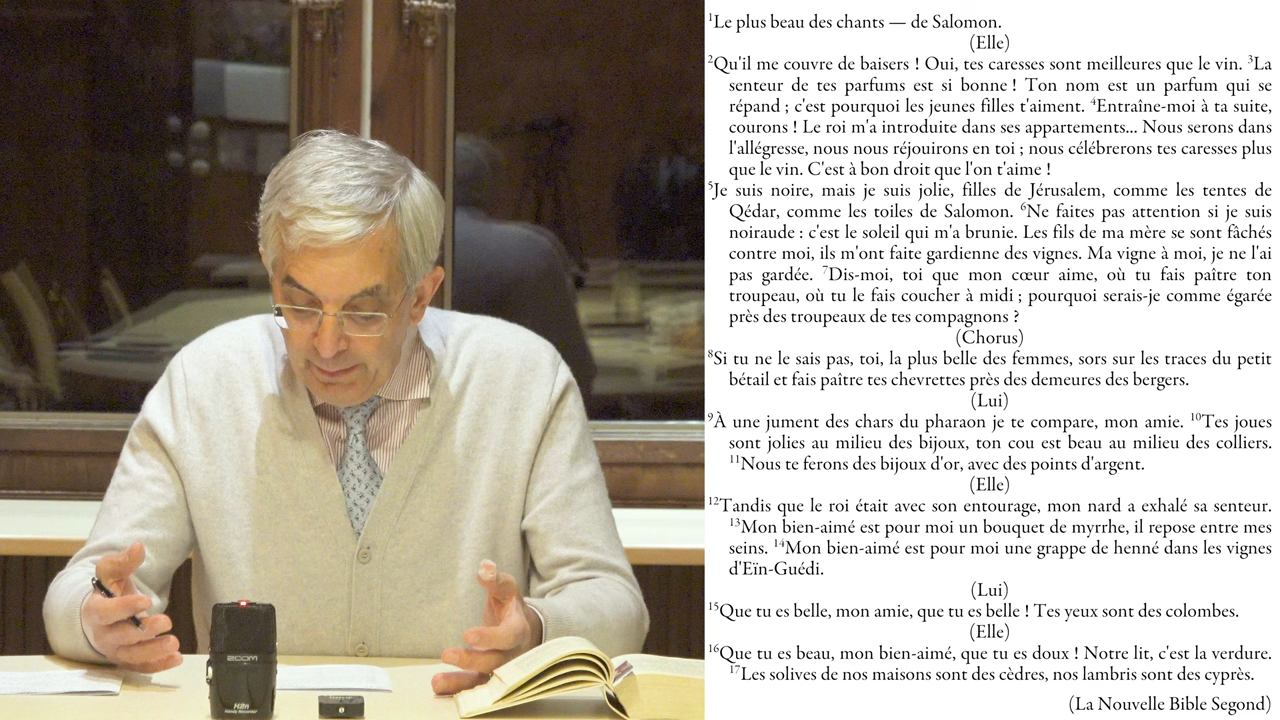 ¹Le plus beau des chants — de Salomon.
(Elle)
²Qu'il me couvre de baisers ! Oui, tes caresses sont meilleures que le vin. ³La
senteur de tes parfums est si bonne ! Ton nom est un parfum qui se
répand ; c'est pourquoi les jeunes filles t'aiment. ⁴Entraîne-moi à ta suite,
courons ! Le roi m'a introduite dans ses appartements... Nous serons dans
l'allégresse, nous nous réjouirons en toi ; nous célébrerons tes caresses plus
que le vin. C'est à bon droit que l'on t'aime !
⁵Je suis noire, mais je suis jolie, filles de Jérusalem, comme les tentes de
Qédar, comme les toiles de Salomon. ⁶Ne faites pas attention si je suis
noiraude : c'est le soleil qui m'a brunie. Les fils de ma mère se sont fâchés
contre moi, ils m'ont faite gardienne des vignes. Ma vigne à moi, je ne l'ai
pas gardée. ⁷Dis-moi, toi que mon cœur aime, où tu fais paître ton
troupeau, où tu le fais coucher à midi ; pourquoi serais-je comme égarée
près des troupeaux de tes compagnons ?
(Chorus)
⁸Si tu ne le sais pas, toi, la plus belle des femmes, sors sur les traces du petit
bétail et fais paître tes chevrettes près des demeures des bergers.
(Lui)
⁹À une jument des chars du pharaon je te compare, mon amie. ¹⁰Tes joues
sont jolies au milieu des bijoux, ton cou est beau au milieu des colliers.
¹¹Nous te ferons des bijoux d'or, avec des points d'argent.
(Elle)
¹²Tandis que le roi était avec son entourage, mon nard a exhalé sa senteur.
¹³Mon bien-aimé est pour moi un bouquet de myrrhe, il repose entre mes
seins. ¹⁴Mon bien-aimé est pour moi une grappe de henné dans les vignes
d'Eïn-Guédi.
(Lui)
¹⁵Que tu es belle, mon amie, que tu es belle ! Tes yeux sont des colombes.
(Elle)
¹⁶Que tu es beau, mon bien-aimé, que tu es doux ! Notre lit, c'est la verdure.
¹⁷Les solives de nos maisons sont des cèdres, nos lambris sont des cyprès.
(La Nouvelle Bible Segond)
ZOOM
H2n
Handy Recorder